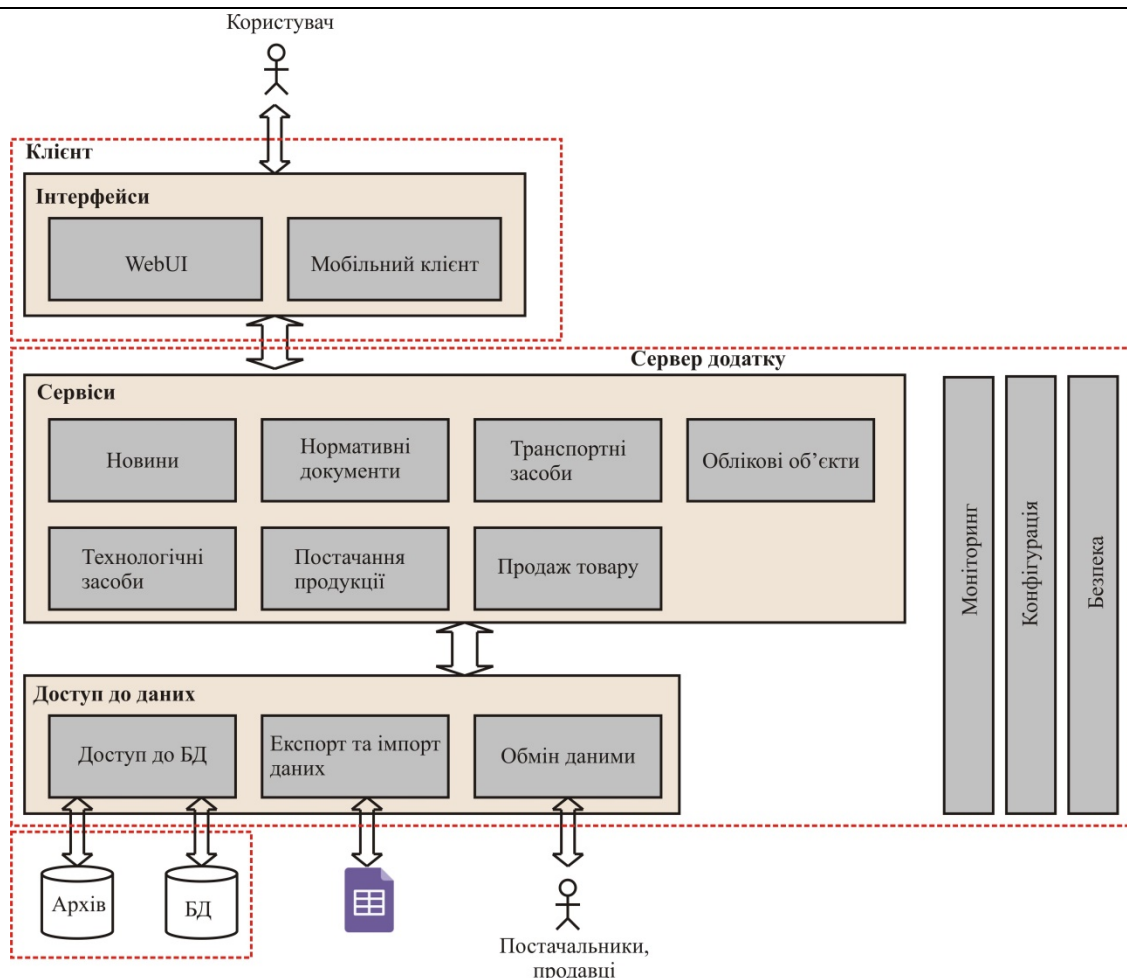 Користувач
Клієнт
Інтерфейси
WebUI
Мобільний клієнт
Сервер додатку
Сервіси
Новини
Нормативні
документи
Транспортні
засоби
Облікові об’єкти
Технологічні
засоби
Постачання
продукції
Продаж товару
Моніторинг
Конфігурація
Безпека
Доступ до даних
Доступ до БД
Експорт та імпорт
даних
Обмін даними
Архів
БД
Постачальники,
продавці